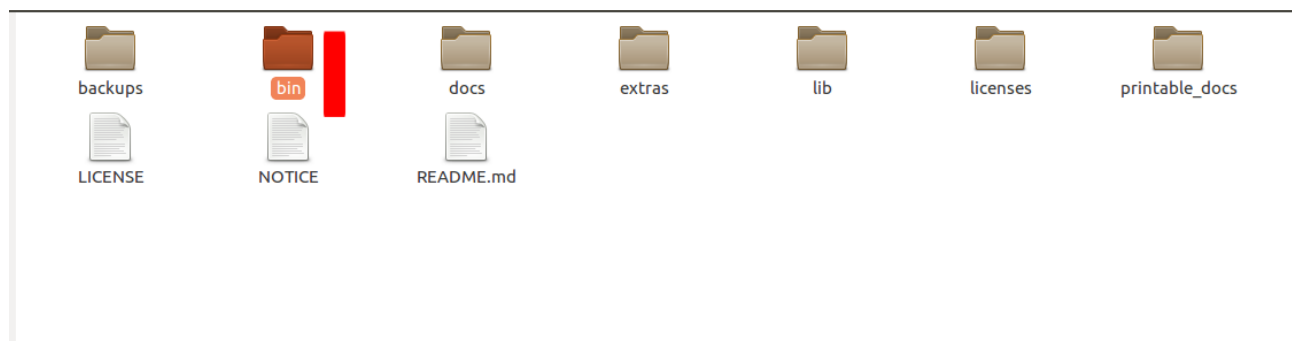 backups bin docs extras lib licenses printable_docs
LICENSE NOTICE README.md